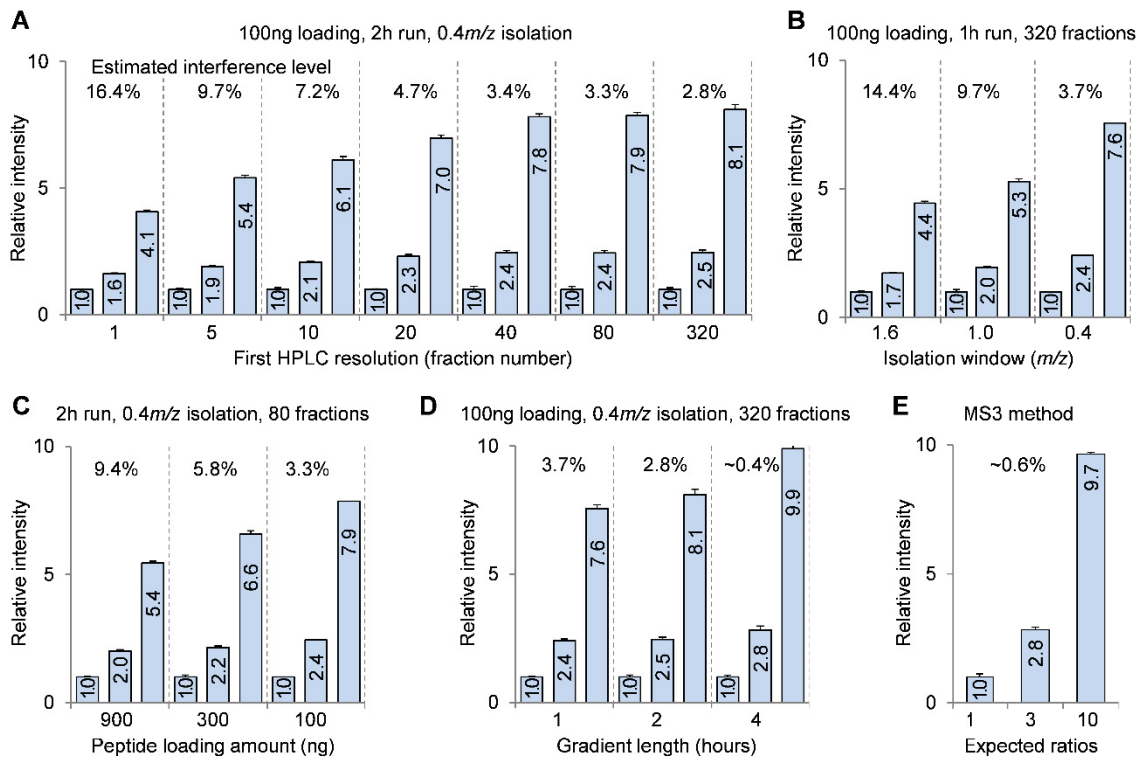 A
100ng loading, 2h run, 0.4m/z isolation
Estimated interference level
16.4% 9.7% 7.2% 4.7% 3.4% 3.3% 2.8%
Relative intensity
10
5
0
1.0 1.6 4.1 1.0 1.9 5.4 1.0 2.1 6.1 1.0 2.3 7.0 1.0 2.4 7.8 1.0 2.4 7.9 1.0 2.5 8.1
1 5 10 20 40 80 320
First HPLC resolution (fraction number)
B
100ng loading, 1h run, 320 fractions
14.4% 9.7% 3.7%
Relative intensity
10
5
0
1.0 1.7 4.4 1.0 2.0 5.3 1.0 2.4 7.6
1.6 1.0 0.4
Isolation window (m/z)
C
2h run, 0.4m/z isolation, 80 fractions
9.4% 5.8% 3.3%
Relative intensity
10
5
0
1.0 2.0 5.4 1.0 2.2 6.6 1.0 2.4 7.9
900 300 100
Peptide loading amount (ng)
D
100ng loading, 0.4m/z isolation, 320 fractions
3.7% 2.8% ~0.4%
Relative intensity
10
5
0
1.0 2.4 7.6 1.0 2.5 8.1 1.0 2.8 9.9
1 2 4
Gradient length (hours)
E
MS3 method
~0.6%
Relative intensity
10
5
0
1.0 2.8 9.7
1 3 10
Expected ratios